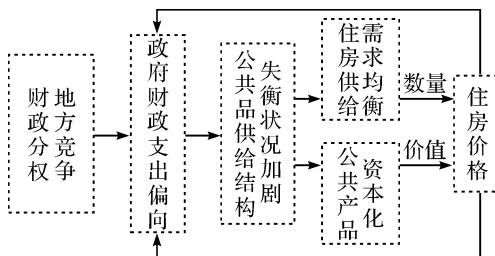 财政分权
地方竞争
政府财政支出偏向
公共品供给结构
失衡状况加剧
住房供给
需求均衡
数量
公共产品
资本化
价值
住房价格